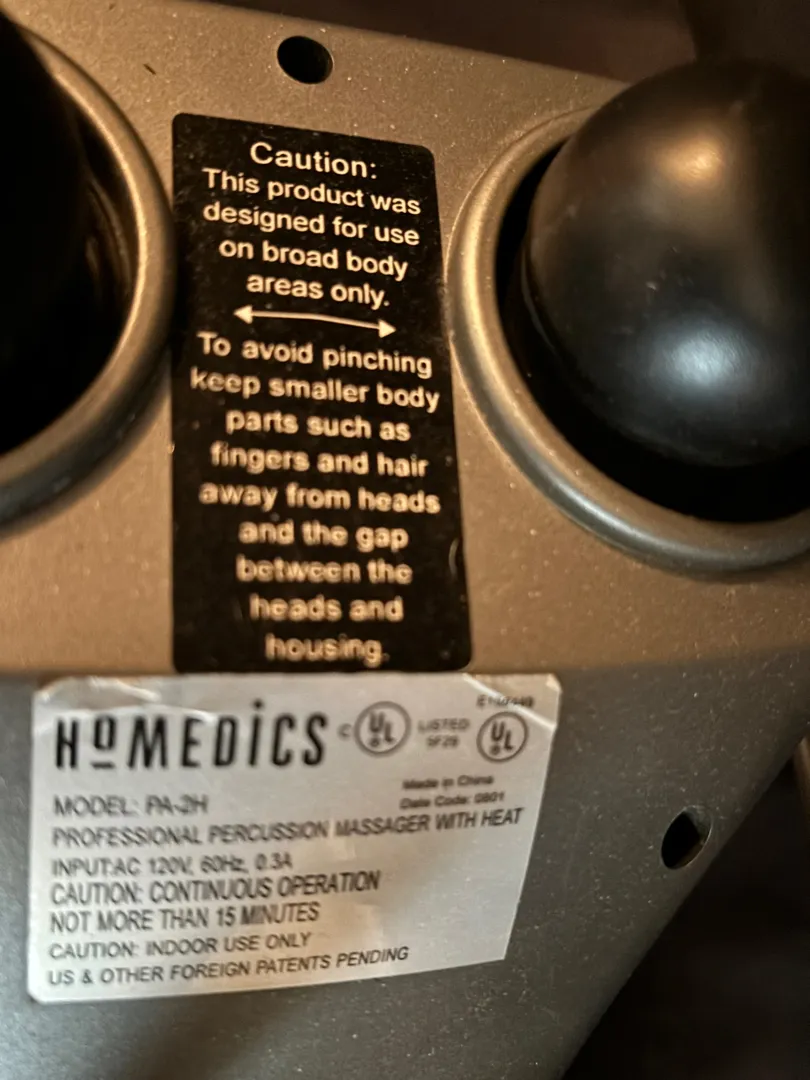 Caution:
This product was
designed for use
on broad body
areas only.
To avoid pinching
keep smaller body
parts such as
fingers and hair
away from heads
and the gap
between the
heads and
housing.
HoMEDiCS
C UL LISTED UL
Made in China
Date Code: 0801
MODEL: PA-2H
PROFESSIONAL PERCUSSION MASSAGER WITH HEAT
INPUT:AC 120V, 60Hz, 0.3A
CAUTION: CONTINUOUS OPERATION
NOT MORE THAN 15 MINUTES
CAUTION: INDOOR USE ONLY
US & OTHER FOREIGN PATENTS PENDING